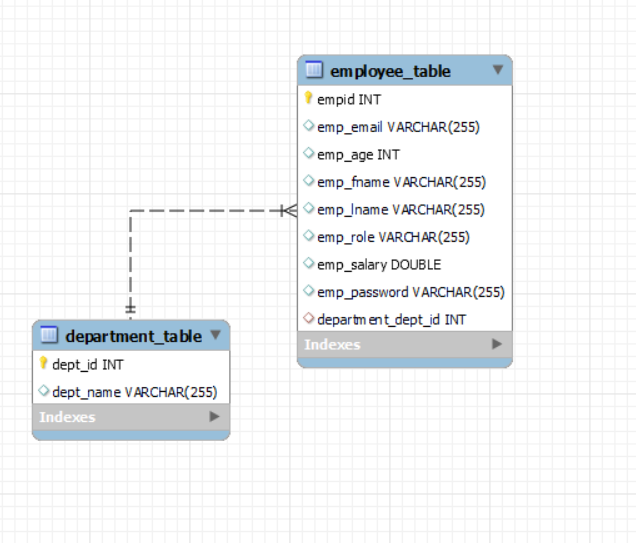 employee_table
empid INT
emp_email VARCHAR(255)
emp_age INT
emp_fname VARCHAR(255)
emp_lname VARCHAR(255)
emp_role VARCHAR(255)
emp_salary DOUBLE
emp_password VARCHAR(255)
department_dept_id INT
Indexes
department_table
dept_id INT
dept_name VARCHAR(255)
Indexes